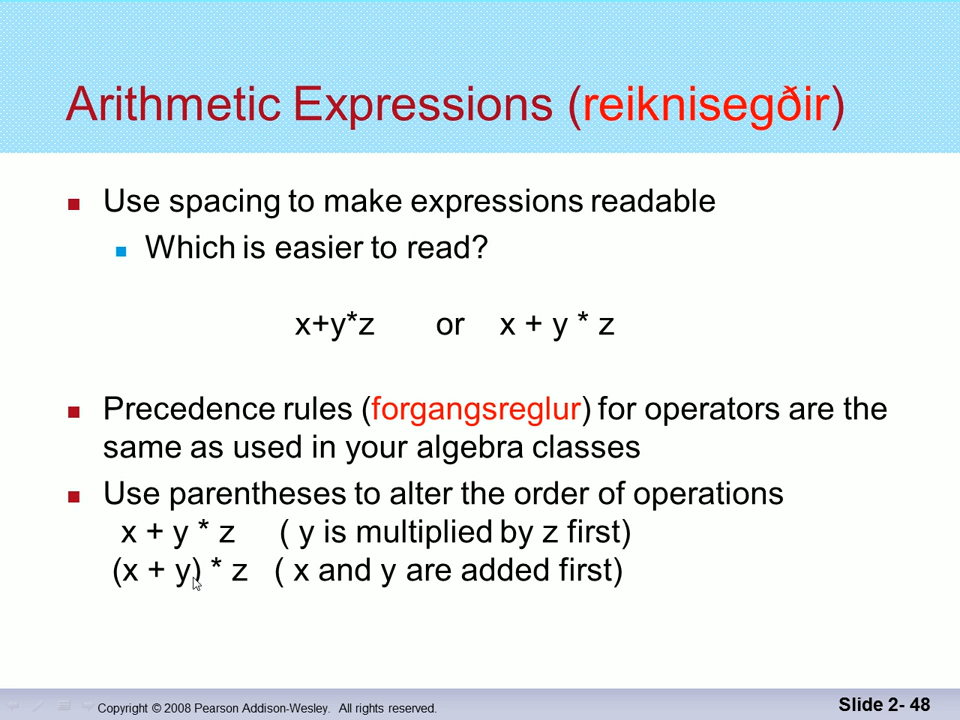 Arithmetic Expressions (reiknisegðir)
Use spacing to make expressions readable
Which is easier to read?
x+y*z or x + y * z
Precedence rules (forgangsreglur) for operators are the
same as used in your algebra classes
Use parentheses to alter the order of operations
x + y * z ( y is multiplied by z first)
(x + y) * z ( x and y are added first)
Copyright © 2008 Pearson Addison-Wesley. All rights reserved.
Slide 2- 48